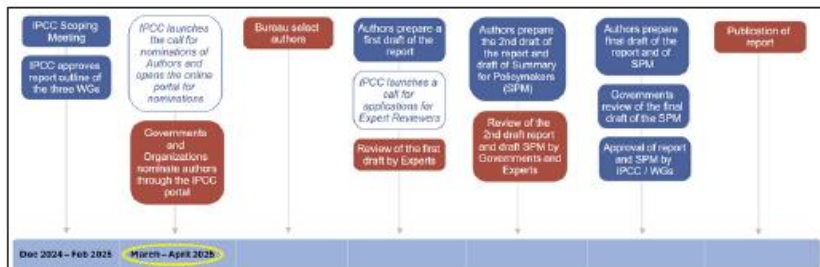 IPCC Scoping
Meeting
IPCC approves
report outline of
the three WGs
IPCC launches
the call for
nominations of
Authors and
opens the online
portal for
nominations
Governments
and
Organizations
nominate authors
through the IPCC
portal
Bureau select
authors
Authors prepare a
first draft of the
report
IPCC launches a
call for
applications for
Expert Reviewers
Review of the first
draft by Experts
Authors prepare
the 2nd draft of
the report and
draft of Summary
for Policymakers
(SPM)
Review of the
2nd draft report
and draft SPM by
Governments and
Experts
Authors prepare
final draft of the
report and of
SPM
Governments
review of the final
draft of the SPM
Approval of report
and SPM by
IPCC / WGs
Publication of
report
Dec 2024 – Feb 2025
March – April 2025